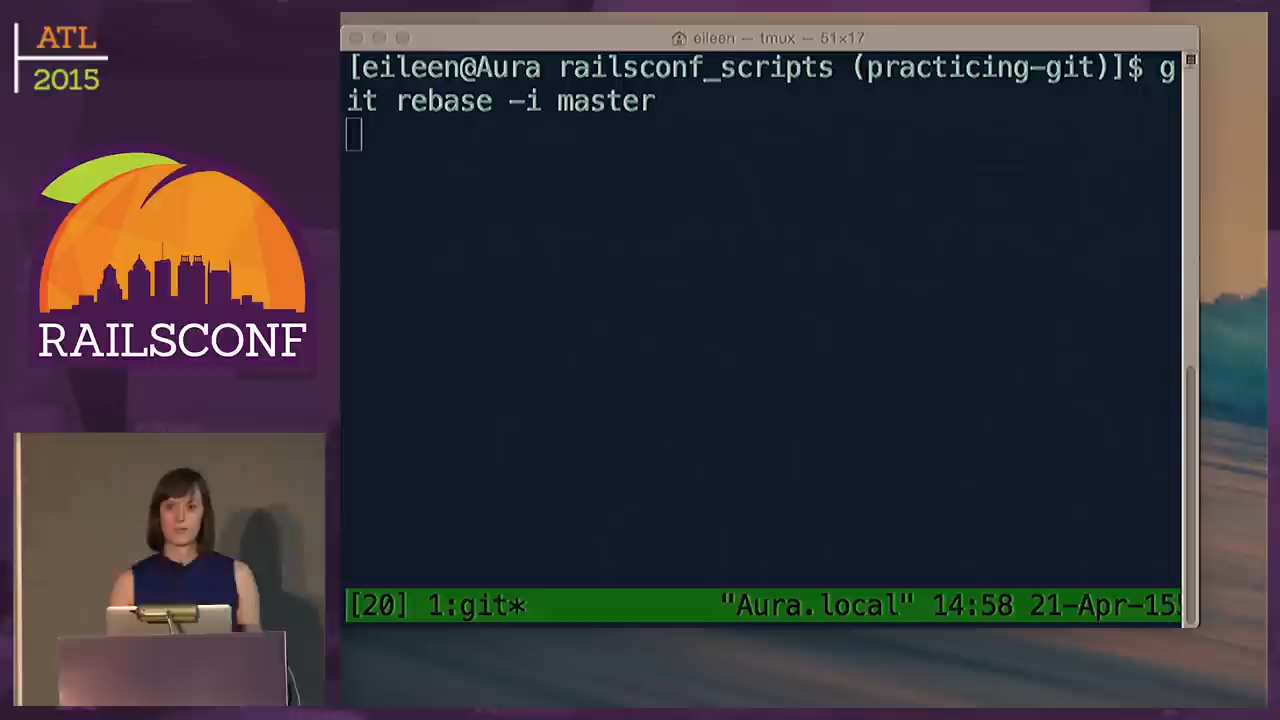 ATL
2015
RAILSCONF
eileen — tmux — 51×17
[eileen@Aura railsconf_scripts (practicing-git)]$ g
it rebase -i master
[20] 1:git* "Aura.local" 14:58 21-Apr-15